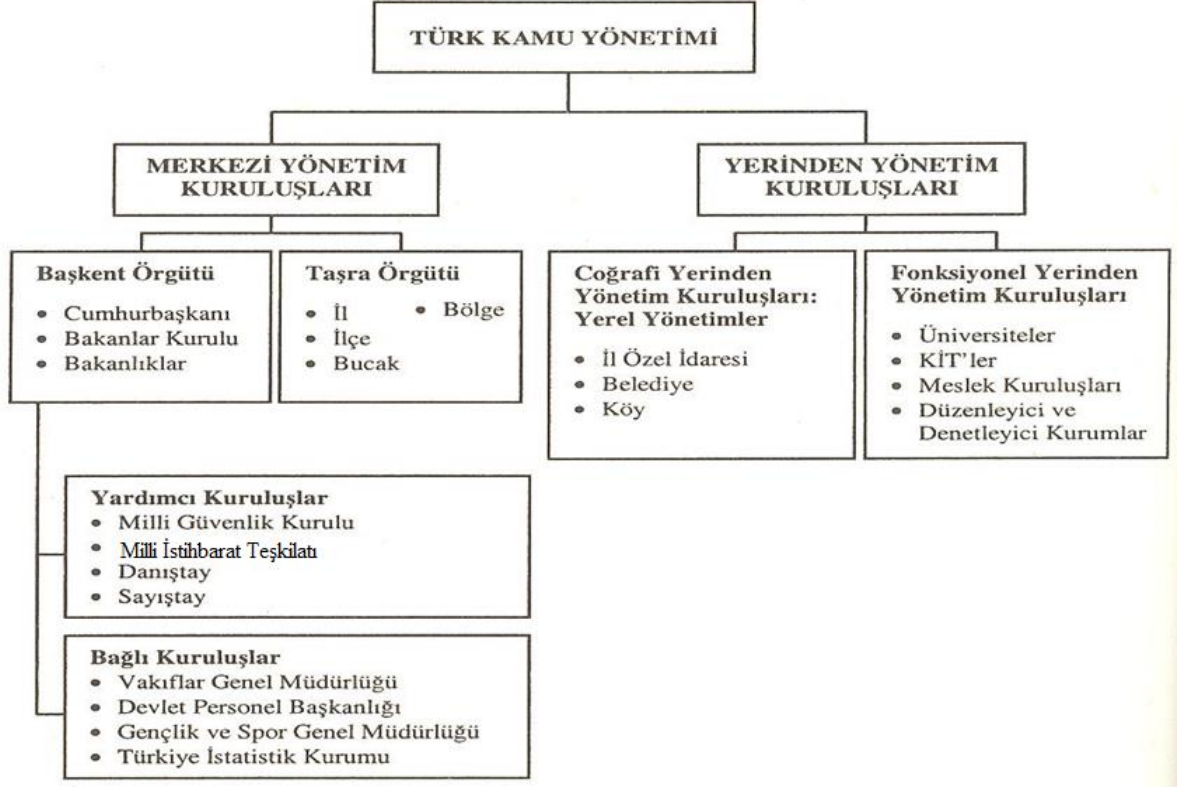 TÜRK KAMU YÖNETİMİ
MERKEZİ YÖNETİM
KURULUŞLARI
YERİNDEN YÖNETİM
KURULUŞLARI
Başkent Örgütü
• Cumhurbaşkanı
• Bakanlar Kurulu
• Bakanlıklar
Taşra Örgütü
• İl
• İlçe
• Bucak
• Bölge
Coğrafi Yerinden
Yönetim Kuruluşları:
Yerel Yönetimler
• İl Özel İdaresi
• Belediye
• Köy
Fonksiyonel Yerinden
Yönetim Kuruluşları
• Üniversiteler
• KİT'ler
• Meslek Kuruluşları
• Düzenleyici ve
Denetleyici Kurumlar
Yardımcı Kuruluşlar
• Milli Güvenlik Kurulu
• Milli İstihbarat Teşkilatı
• Danıştay
• Sayıştay
Bağlı Kuruluşlar
• Vakıflar Genel Müdürlüğü
• Devlet Personel Başkanlığı
• Gençlik ve Spor Genel Müdürlüğü
• Türkiye İstatistik Kurumu